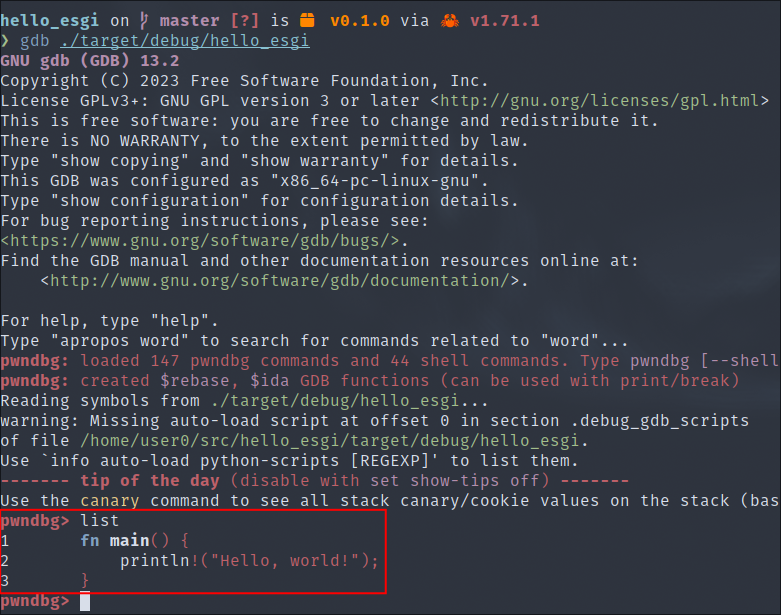 hello_esgi on master [?] is v0.1.0 via v1.71.1
❯ gdb ./target/debug/hello_esgi
GNU gdb (GDB) 13.2
Copyright (C) 2023 Free Software Foundation, Inc.
License GPLv3+: GNU GPL version 3 or later <http://gnu.org/licenses/gpl.html>
This is free software: you are free to change and redistribute it.
There is NO WARRANTY, to the extent permitted by law.
Type "show copying" and "show warranty" for details.
This GDB was configured as "x86_64-pc-linux-gnu".
Type "show configuration" for configuration details.
For bug reporting instructions, please see:
<https://www.gnu.org/software/gdb/bugs/>.
Find the GDB manual and other documentation resources online at:
    <http://www.gnu.org/software/gdb/documentation/>.
For help, type "help".
Type "apropos word" to search for commands related to "word"...
pwndbg: loaded 147 pwndbg commands and 44 shell commands. Type pwndbg [--shell
pwndbg: created $rebase, $ida GDB functions (can be used with print/break)
Reading symbols from ./target/debug/hello_esgi...
warning: Missing auto-load script at offset 0 in section .debug_gdb_scripts
of file /home/user0/src/hello_esgi/target/debug/hello_esgi.
Use `info auto-load python-scripts [REGEXP]' to list them.
------- tip of the day (disable with set show-tips off) -------
Use the canary command to see all stack canary/cookie values on the stack (bas
pwndbg> list
1       fn main() {
2           println!("Hello, world!");
3       }
pwndbg>